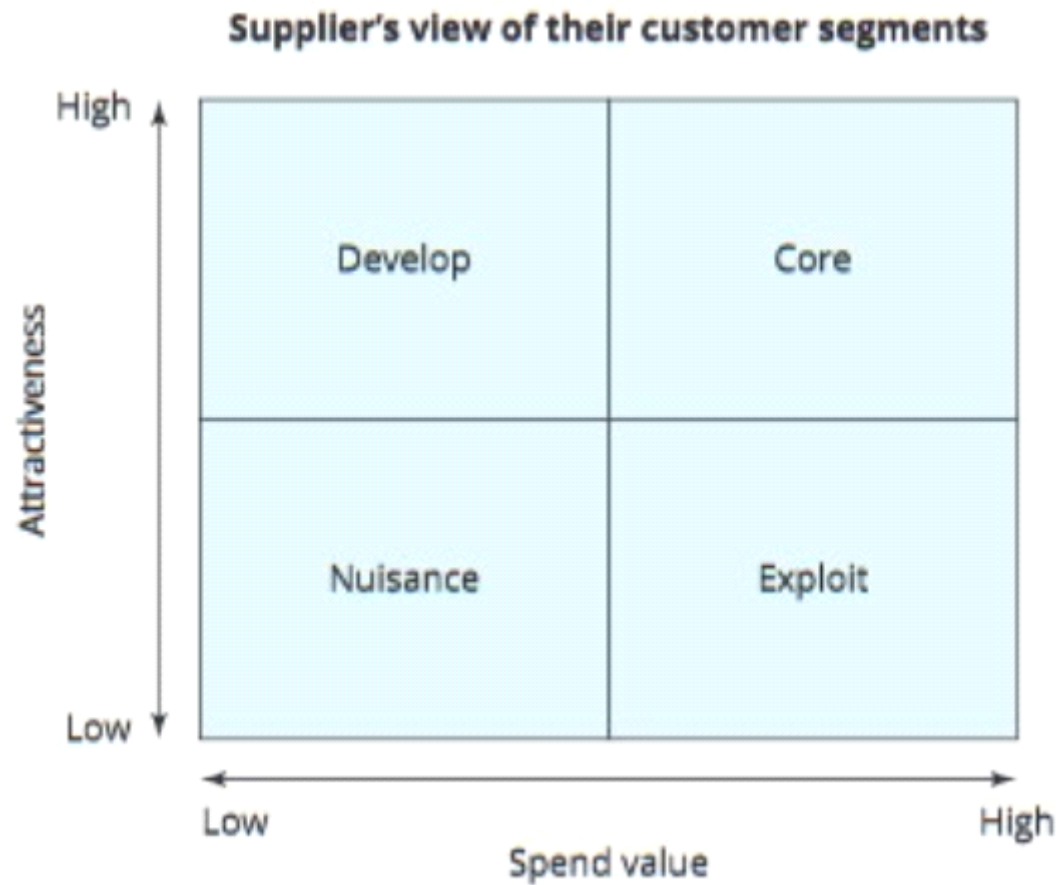 Supplier's view of their customer segments
High
Develop
Core
Attractiveness
Nuisance
Exploit
Low
Low
High
Spend value